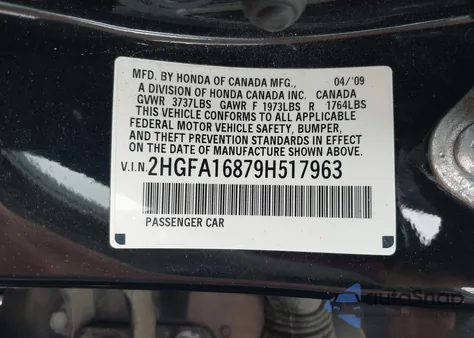 MFD. BY HONDA OF CANADA MFG., 04/'09
A DIVISION OF HONDA CANADA INC. CANADA
GVWR 3737LBS GAWR F 1973LBS R 1764LBS
THIS VEHICLE CONFORMS TO ALL APPLICABLE
FEDERAL MOTOR VEHICLE SAFETY, BUMPER,
AND THEFT PREVENTION STANDARDS IN EFFECT
ON THE DATE OF MANUFACTURE SHOWN ABOVE.
V.I.N. 2HGFA16879H517963
PASSENGER CAR
autoSnap